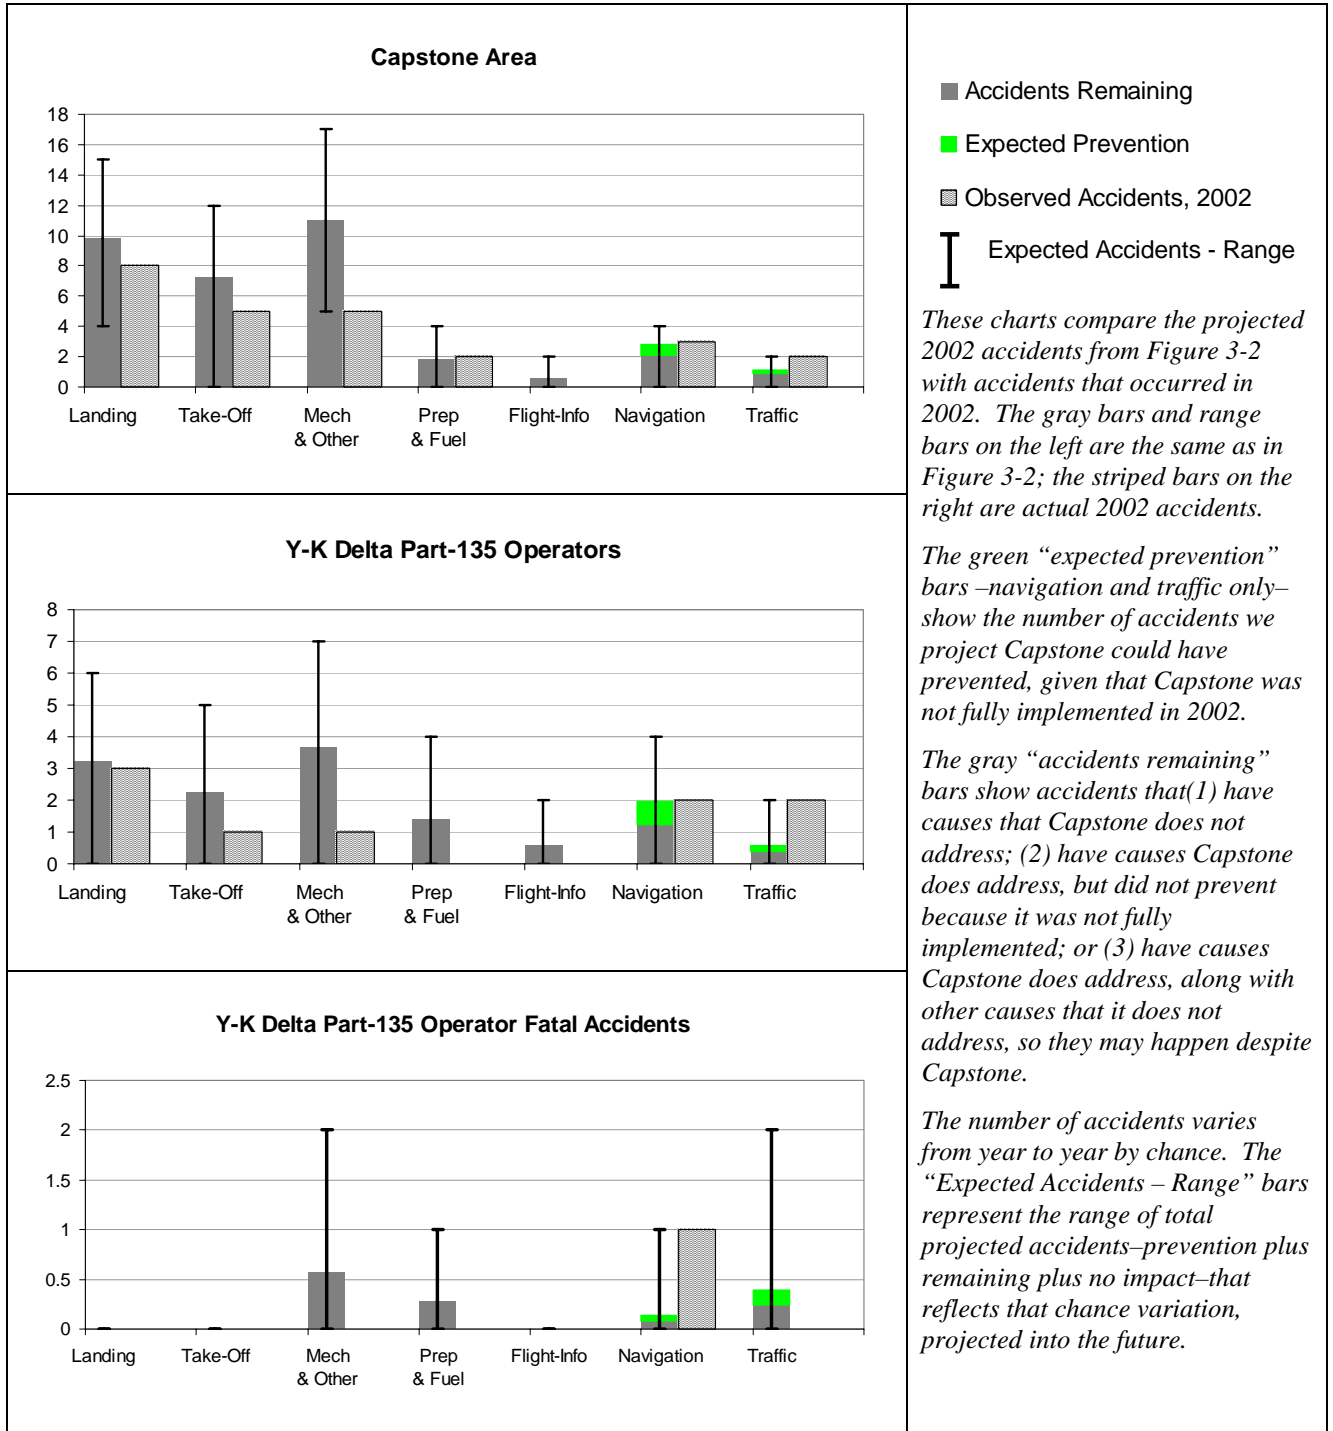 Capstone Area
18
16
14
12
10
8
6
4
2
0
Landing Take-Off Mech Prep Flight-Info Navigation Traffic
& Other & Fuel
Y-K Delta Part-135 Operators
8
7
6
5
4
3
2
1
0
Landing Take-Off Mech Prep Flight-Info Navigation Traffic
& Other & Fuel
Y-K Delta Part-135 Operator Fatal Accidents
2.5
2
1.5
1
0.5
0
Landing Take-Off Mech Prep Flight-Info Navigation Traffic
& Other & Fuel
Accidents Remaining
Expected Prevention
Observed Accidents, 2002
Expected Accidents - Range
These charts compare the projected
2002 accidents from Figure 3-2
with accidents that occurred in
2002. The gray bars and range
bars on the left are the same as in
Figure 3-2; the striped bars on the
right are actual 2002 accidents.
The green “expected prevention”
bars –navigation and traffic only–
show the number of accidents we
project Capstone could have
prevented, given that Capstone was
not fully implemented in 2002.
The gray “accidents remaining”
bars show accidents that(1) have
causes that Capstone does not
address; (2) have causes Capstone
does address, but did not prevent
because it was not fully
implemented; or (3) have causes
Capstone does address, along with
other causes that it does not
address, so they may happen despite
Capstone.
The number of accidents varies
from year to year by chance. The
“Expected Accidents – Range” bars
represent the range of total
projected accidents–prevention plus
remaining plus no impact–that
reflects that chance variation,
projected into the future.